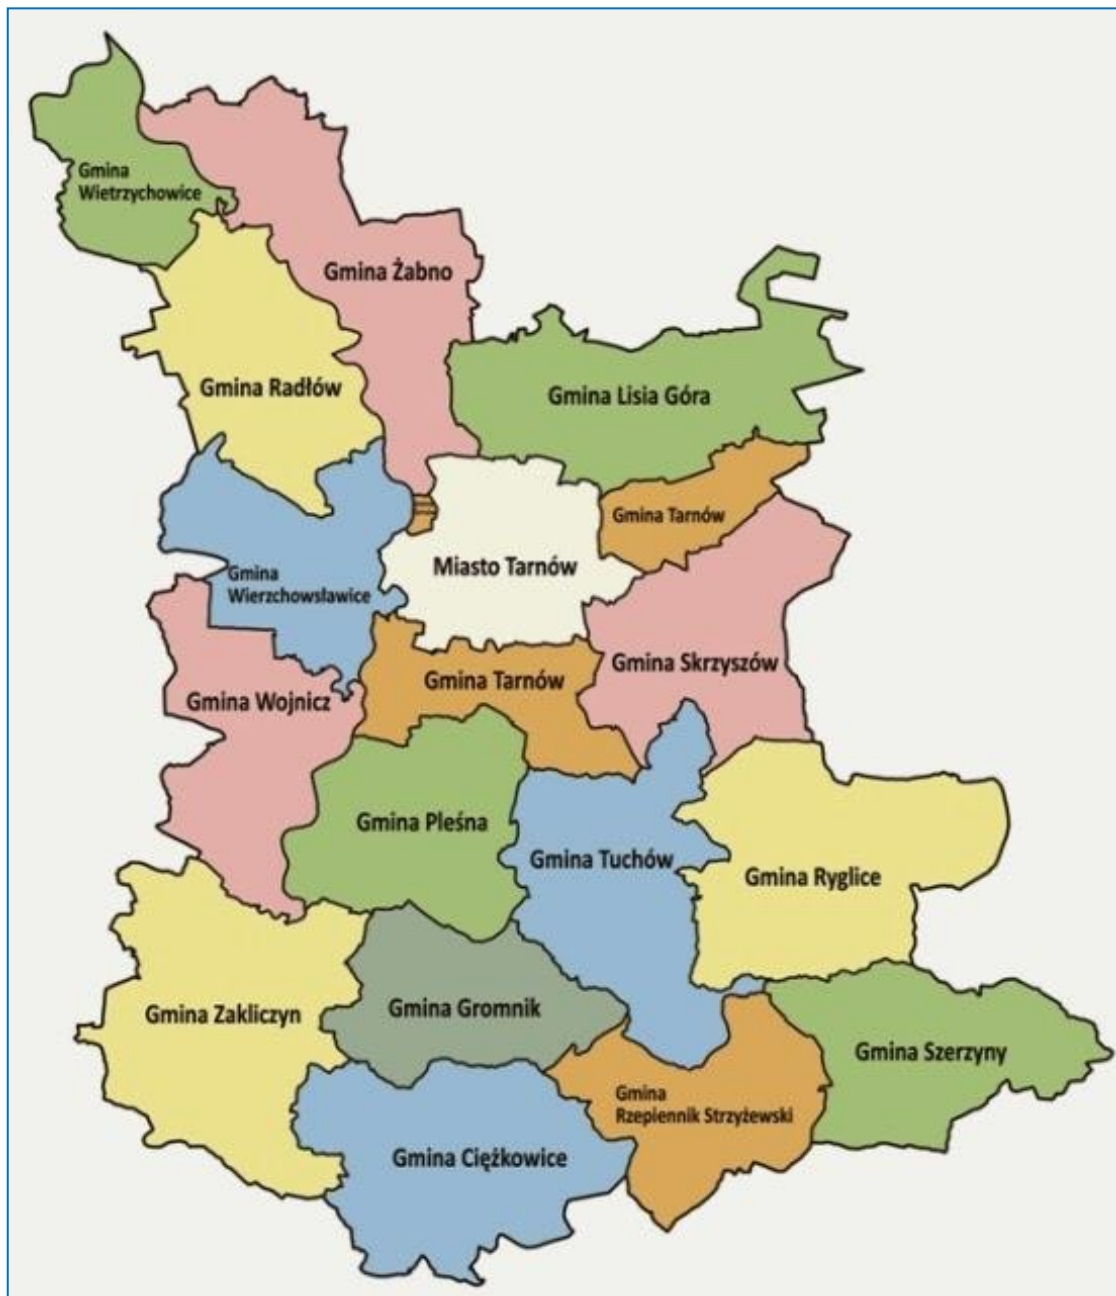 Gmina
Wietrzychowice
Gmina Żabno
Gmina Radłów
Gmina Lisia Góra
Gmina Tarnów
Miasto Tarnów
Gmina
Wierzchowsławice
Gmina Skrzyszów
Gmina Tarnów
Gmina Wojnicz
Gmina Pleśna
Gmina Tuchów
Gmina Ryglice
Gmina Zakliczyn
Gmina Gromnik
Gmina Szerzyny
Gmina
Rzepiennik Strzyżewski
Gmina Ciężkowice